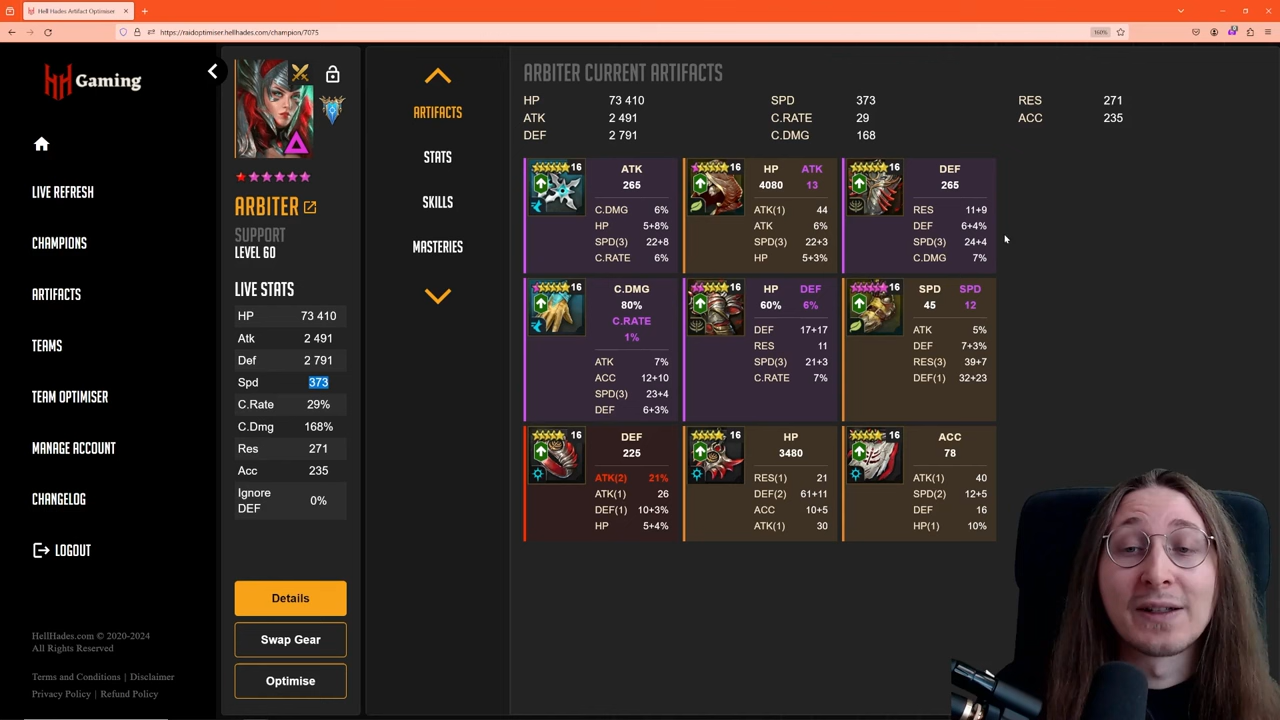 Hell Hades Artifact Optimiser
https://raidoptimiser.hellhades.com/champion/7075
160%
Gaming
LIVE REFRESH
CHAMPIONS
ARTIFACTS
TEAMS
TEAM OPTIMISER
MANAGE ACCOUNT
CHANGELOG
LOGOUT
HellHades.com © 2020-2024
All Rights Reserved
Terms and Conditions | Disclaimer
Privacy Policy | Refund Policy
ARBITER
SUPPORT
LEVEL 60
LIVE STATS
HP 73 410
Atk 2 491
Def 2 791
Spd 373
C.Rate 29%
C.Dmg 168%
Res 271
Acc 235
Ignore DEF 0%
Details
Swap Gear
Optimise
ARTIFACTS
STATS
SKILLS
MASTERIES
ARBITER CURRENT ARTIFACTS
HP 73 410 SPD 373 RES 271
ATK 2 491 C.RATE 29 ACC 235
DEF 2 791 C.DMG 168
16
ATK
265
C.DMG 6%
HP 5+8%
SPD(3) 22+8
C.RATE 6%
16
HP ATK
4080 13
ATK(1) 44
ATK 6%
SPD(3) 22+3
HP 5+3%
16
DEF
265
RES 11+9
DEF 6+4%
SPD(3) 24+4
C.DMG 7%
16
C.DMG
80%
C.RATE
1%
ATK 7%
ACC 12+10
SPD(3) 23+4
DEF 6+3%
16
HP DEF
60% 6%
DEF 17+17
RES 11
SPD(3) 21+3
C.RATE 7%
16
SPD SPD
45 12
ATK 5%
DEF 7+3%
RES(3) 39+7
DEF(1) 32+23
16
DEF
225
ATK(2) 21%
ATK(1) 26
DEF(1) 10+3%
HP 5+4%
16
HP
3480
RES(1) 21
DEF(2) 61+11
ACC 10+5
ATK(1) 30
16
ACC
78
ATK(1) 40
SPD(2) 12+5
DEF 16
HP(1) 10%